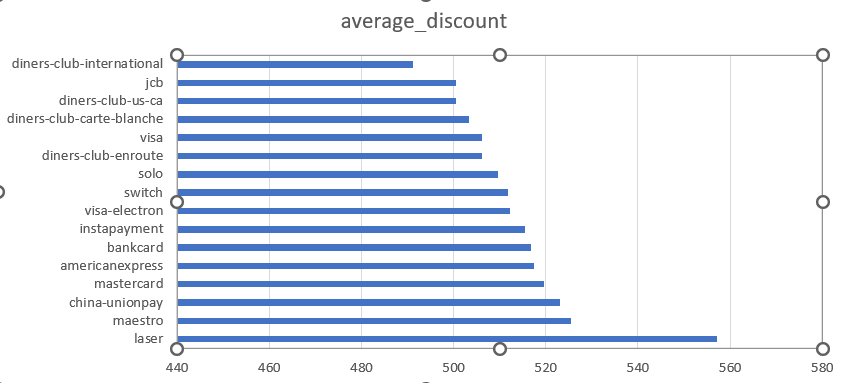 average_discount
diners-club-international
jcb
diners-club-us-ca
diners-club-carte-blanche
visa
diners-club-enroute
solo
switch
visa-electron
instapayment
bankcard
americanexpress
mastercard
china-unionpay
maestro
laser
440 460 480 500 520 540 560 580